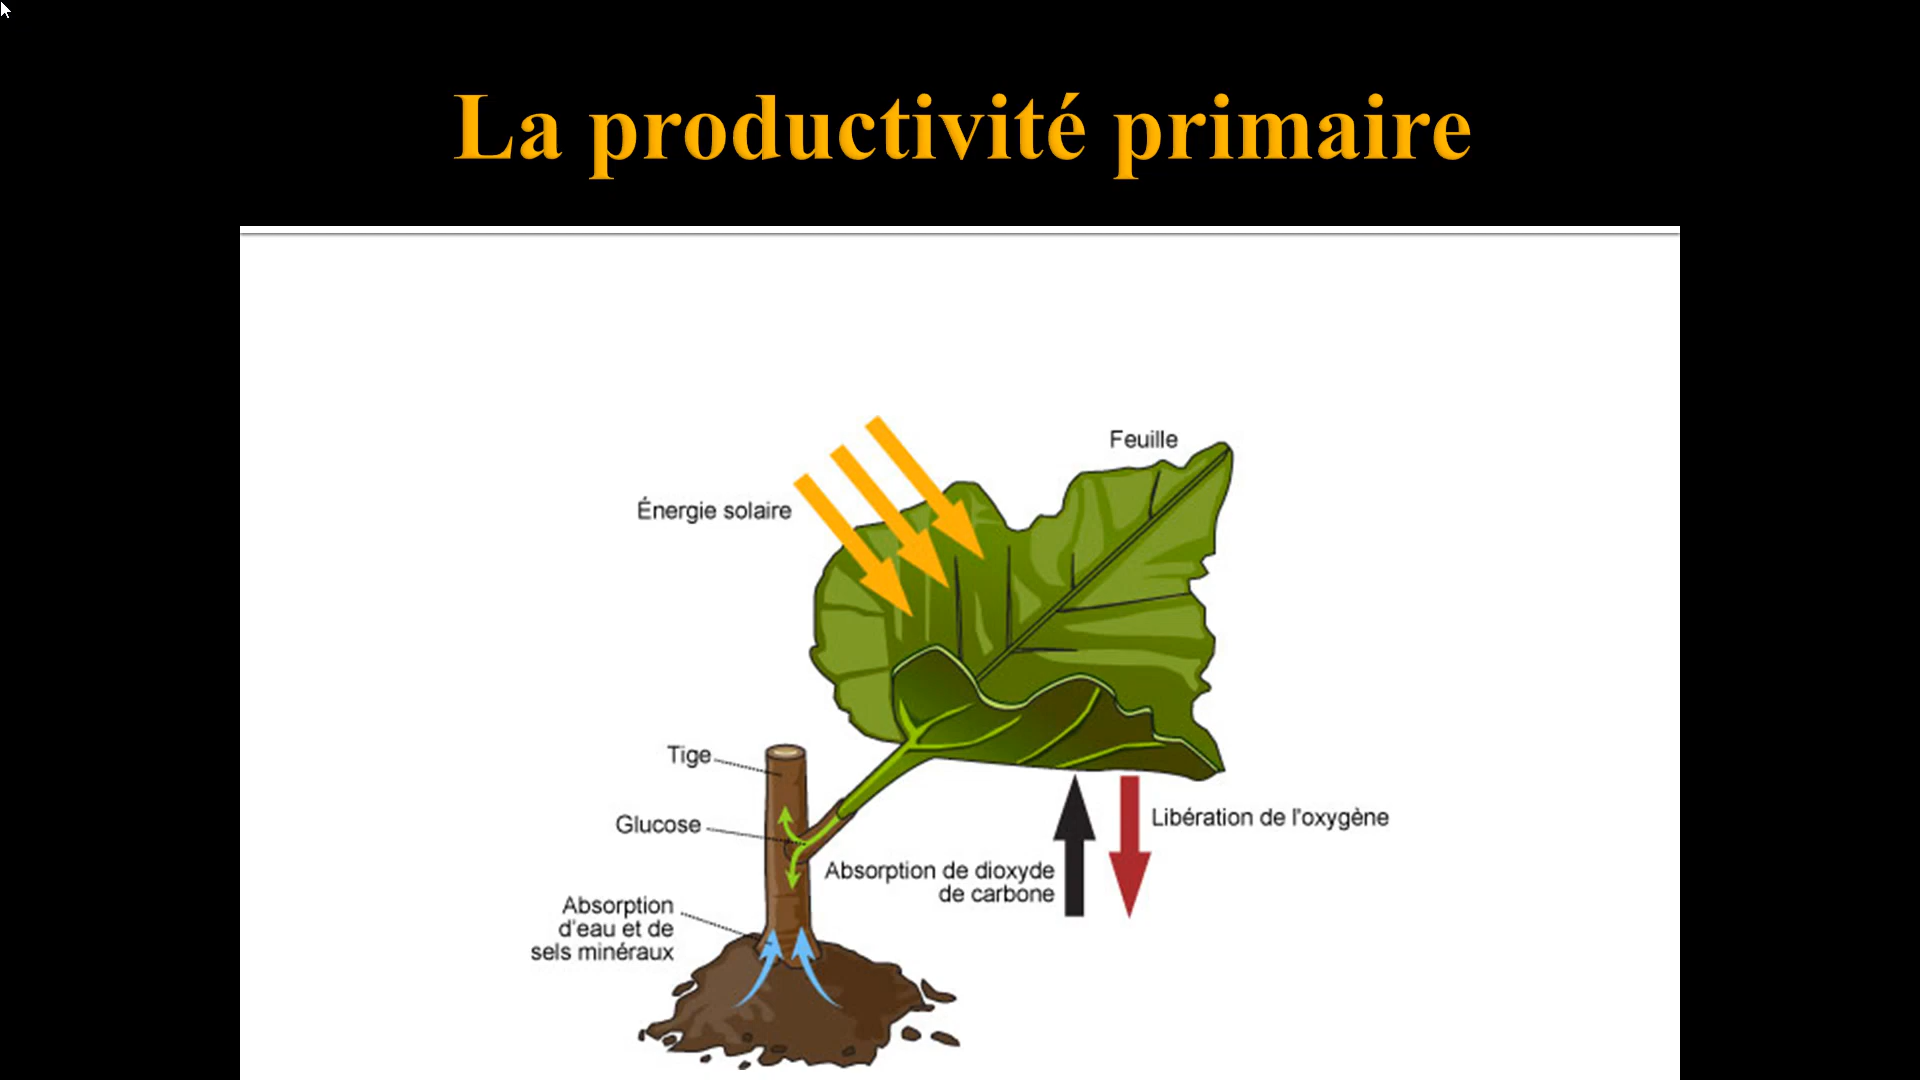 La productivité primaire
Feuille
Énergie solaire
Tige
Glucose
Libération de l'oxygène
Absorption de dioxyde
de carbone
Absorption
d'eau et de
sels minéraux